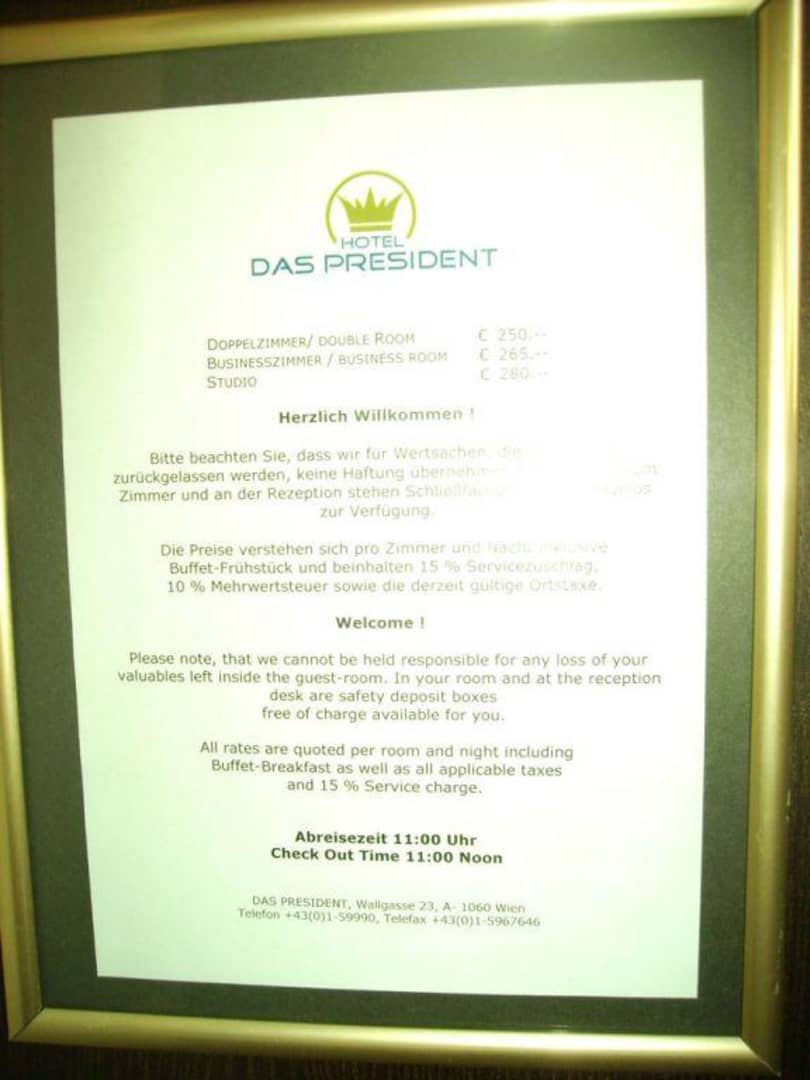 HOTEL
DAS PRESIDENT
DOPPELZIMMER/ DOUBLE ROOM € 250.--
BUSINESSZIMMER / BUSINESS ROOM € 265.--
STUDIO € 280.--
Herzlich Willkommen !
Bitte beachten Sie, dass wir für Wertsachen, die
zurückgelassen werden, keine Haftung
Zimmer und an der Rezeption stehen
zur Verfügung.
Die Preise verstehen sich pro Zimmer und Nacht inklusive
Buffet-Frühstück und beinhalten 15 % Servicezuschlag,
10 % Mehrwertsteuer sowie die derzeit gültige Ortstaxe.
Welcome !
Please note, that we cannot be held responsible for any loss of your
valuables left inside the guest-room. In your room and at the reception
desk are safety deposit boxes
free of charge available for you.
All rates are quoted per room and night including
Buffet-Breakfast as well as all applicable taxes
and 15 % Service charge.
Abreisezeit 11:00 Uhr
Check Out Time 11:00 Noon
DAS PRESIDENT, Wallgasse 23, A- 1060 Wien
Telefon +43(0)1-59990, Telefax +43(0)1-5967646